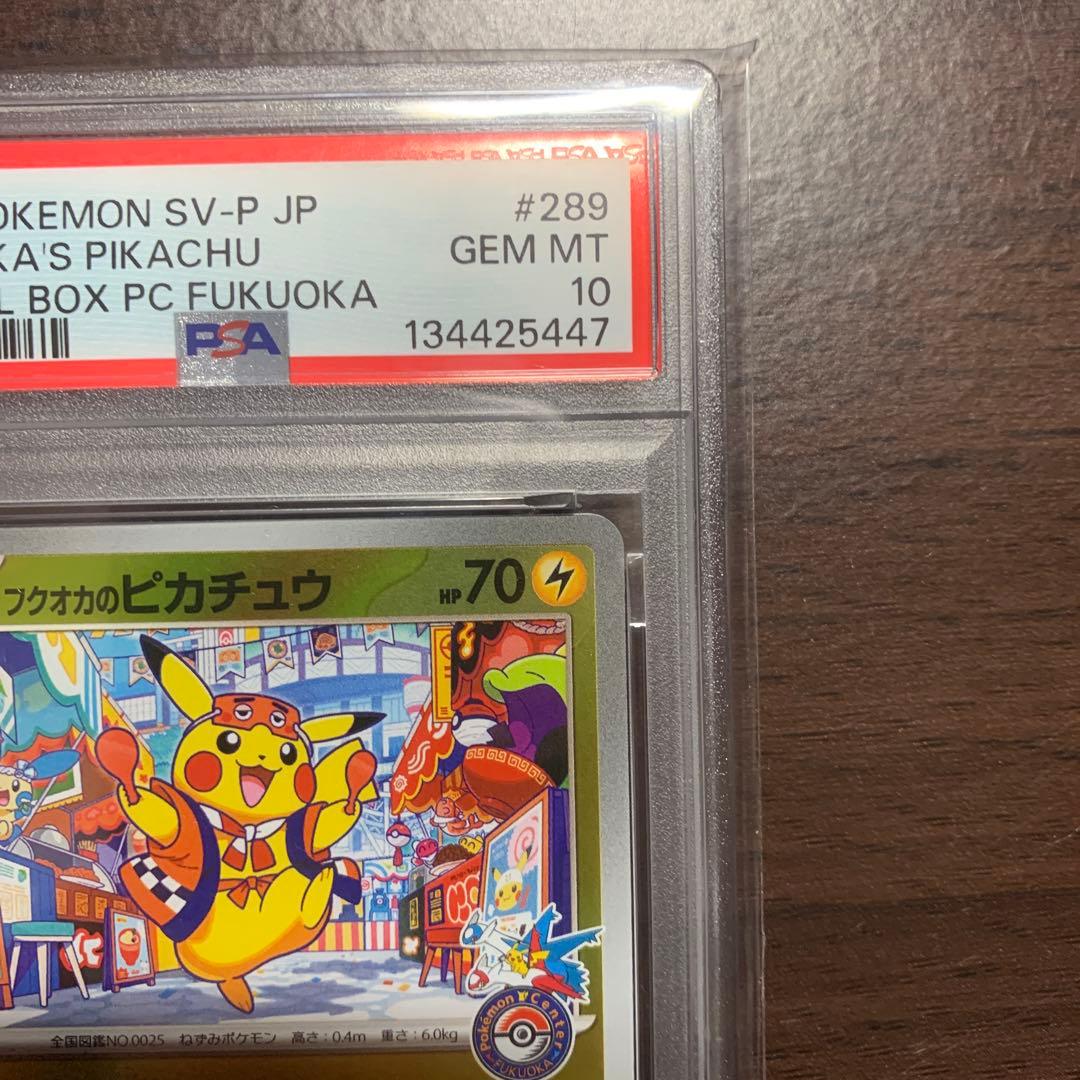 OKEMON SV-P JP #289
KA'S PIKACHU GEM MT
L BOX PC FUKUOKA 10
PSA 134425447
フクオカのピカチュウ HP 70
全国図鑑NO.0025 ねずみポケモン 高さ:0.4m 重さ:6.0kg
Pokémon Center
FUKUOKA